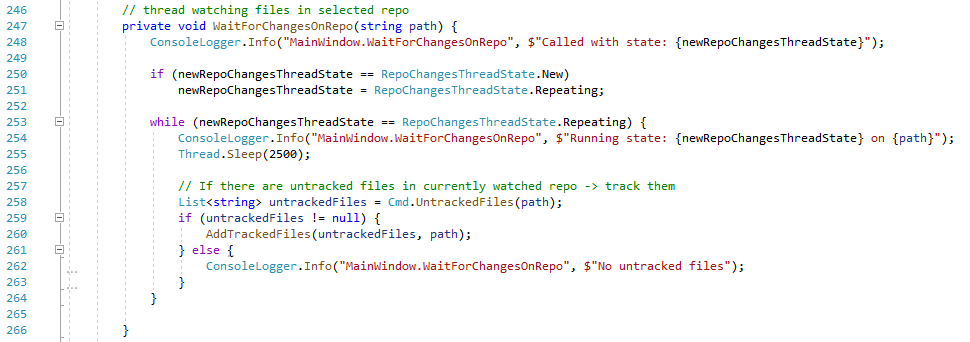 246 // thread watching files in selected repo
247 private void WaitForChangesOnRepo(string path) {
248 ConsoleLogger.Info("MainWindow.WaitForChangesOnRepo", $"Called with state: {newRepoChangesThreadState}");
249
250 if (newRepoChangesThreadState == RepoChangesThreadState.New)
251 newRepoChangesThreadState = RepoChangesThreadState.Repeating;
252
253 while (newRepoChangesThreadState == RepoChangesThreadState.Repeating) {
254 ConsoleLogger.Info("MainWindow.WaitForChangesOnRepo", $"Running state: {newRepoChangesThreadState} on {path}");
255 Thread.Sleep(2500);
256
257 // If there are untracked files in currently watched repo -> track them
258 List<string> untrackedFiles = Cmd.UntrackedFiles(path);
259 if (untrackedFiles != null) {
260 AddTrackedFiles(untrackedFiles, path);
261 } else {
262 ConsoleLogger.Info("MainWindow.WaitForChangesOnRepo", $"No untracked files");
263 }
264 }
265
266 }